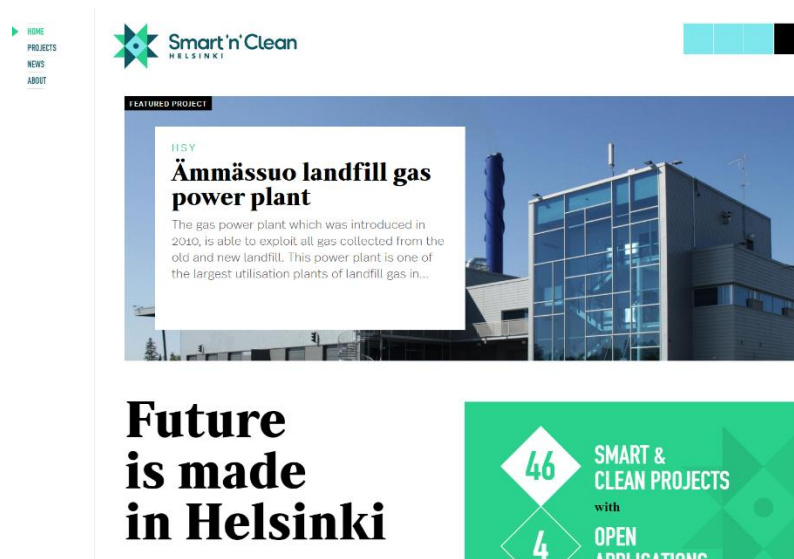 HOME
PROJECTS
NEWS
ABOUT
Smart 'n' Clean
HELSINKI
FEATURED PROJECT
HSY
Ämmässuo landfill gas
power plant
The gas power plant which was introduced in
2010, is able to exploit all gas collected from the
old and new landfill. This power plant is one of
the largest utilisation plants of landfill gas in...
Future
is made
in Helsinki
46
SMART &
CLEAN PROJECTS
with
4
OPEN
APPLICATIONS